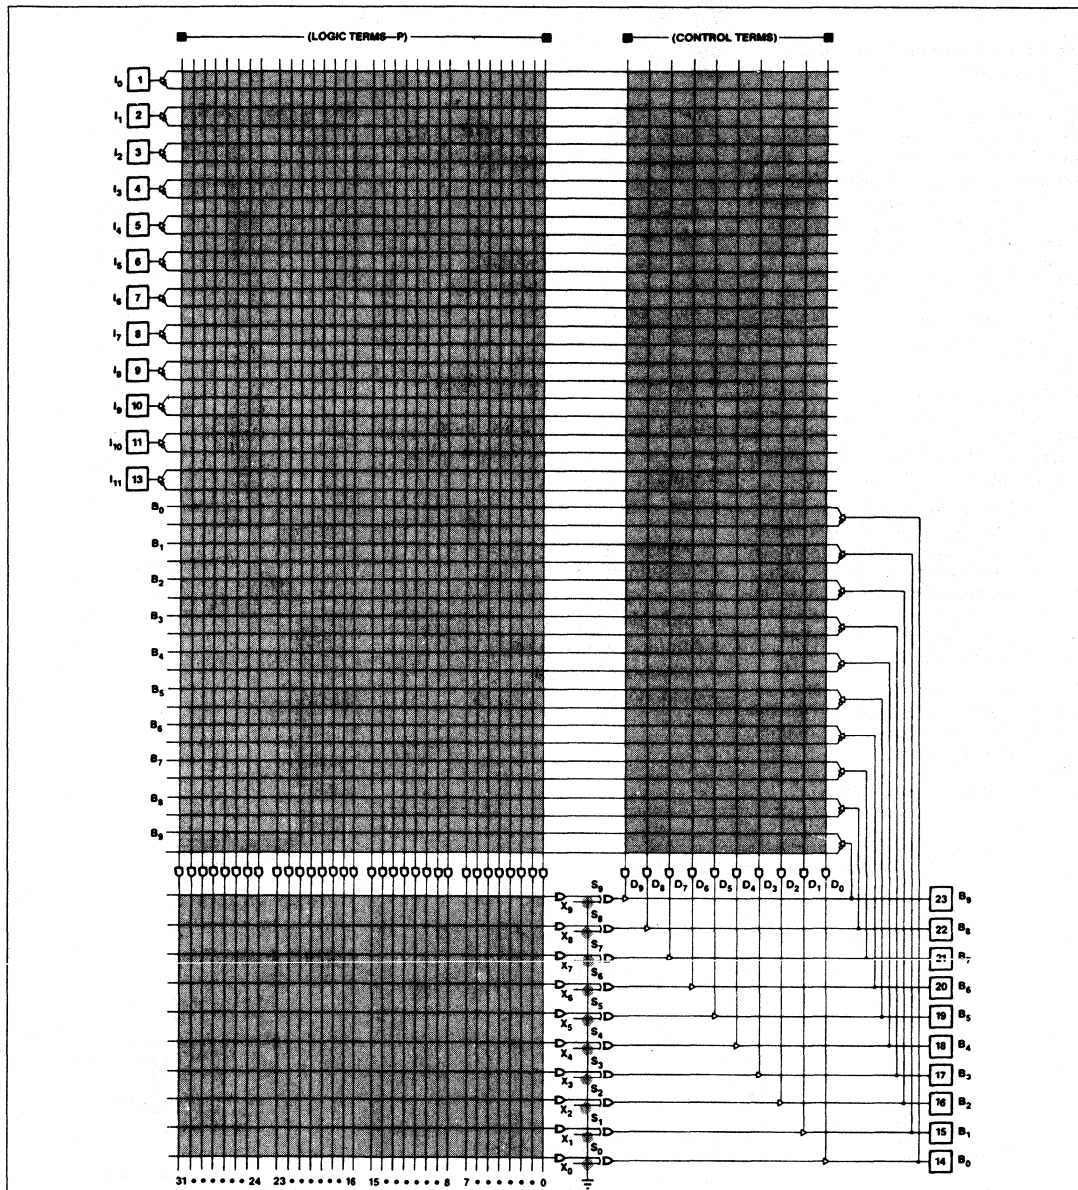 (LOGIC TERMS—P) (CONTROL TERMS)
I0 1
I1 2
I2 3
I3 4
I4 5
I5 6
I6 7
I7 8
I8 9
I9 10
I10 11
I11 13
B0
B1
B2
B3
B4
B5
B6
B7
B8
B9
D9 D8 D7 D6 D5 D4 D3 D2 D1 D0
S9 X9 23 B9
S8 X8 22 B8
S7 X7 21 B7
S6 X6 20 B6
S5 X5 19 B5
S4 X4 18 B4
S3 X3 17 B3
S2 X2 16 B2
S1 X1 15 B1
S0 X0 14 B0
31 • • • • • • 24 23 • • • • • • 16 15 • • • • • • 8 7 • • • • • • 0